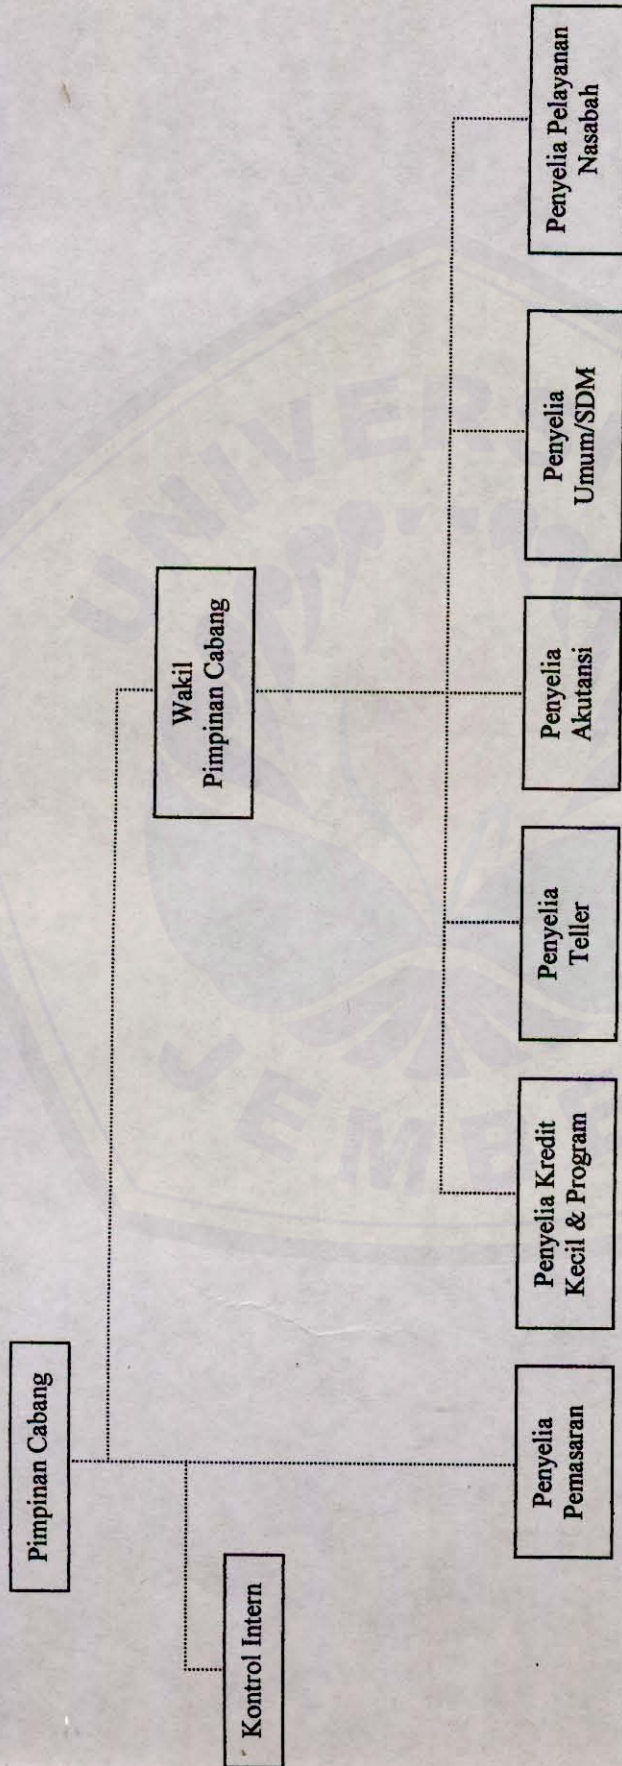 Pimpinan Cabang
Kontrol Intern
Wakil
Pimpinan Cabang
Penyelia
Pemasaran
Penyelia Kredit
Kecil & Program
Penyelia
Teller
Penyelia
Akutansi
Penyelia
Umum/SDM
Penyelia Pelayanan
Nasabah